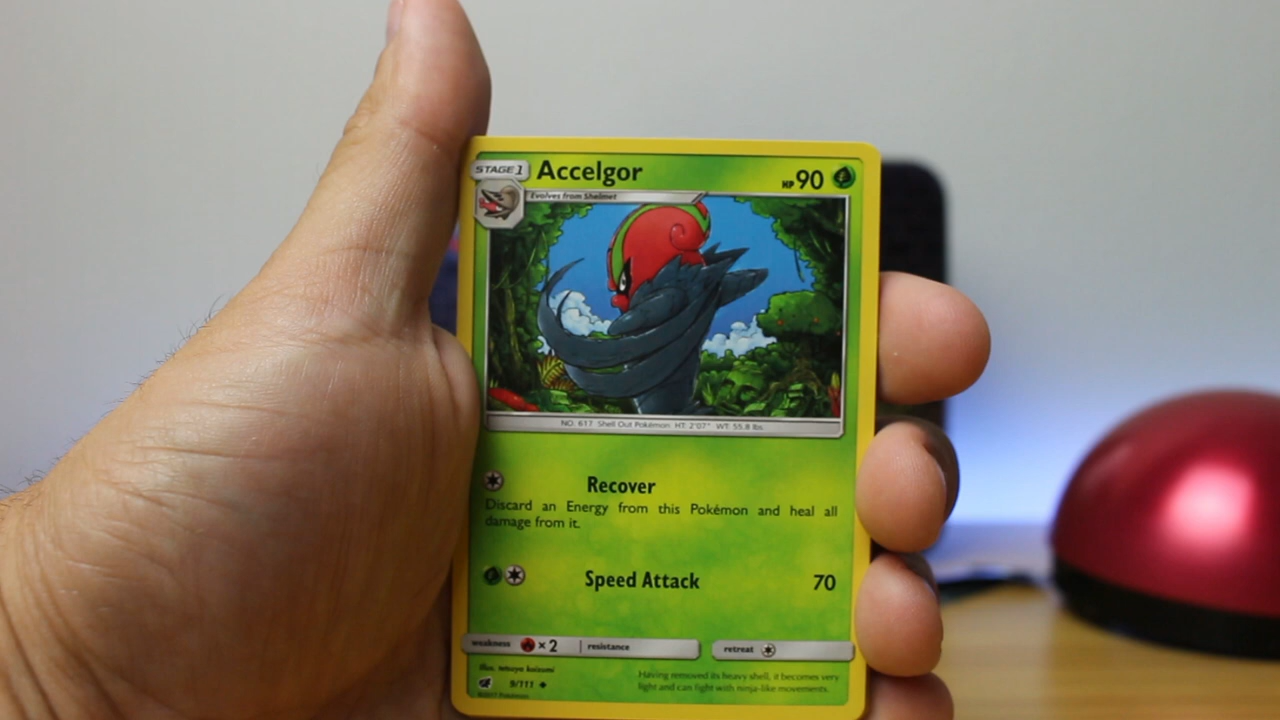 STAGE 1 Accelgor HP 90
Evolves from Shelmet
NO. 617 Shell Out Pokémon HT: 2'07" WT: 55.8 lbs.
Recover
Discard an Energy from this Pokémon and heal all
damage from it.
Speed Attack 70
weakness ×2 resistance retreat
Illus. tetsuya koizumi
9/111
©2017 Pokémon
Having removed its heavy shell, it becomes very
light and can fight with ninja-like movements.